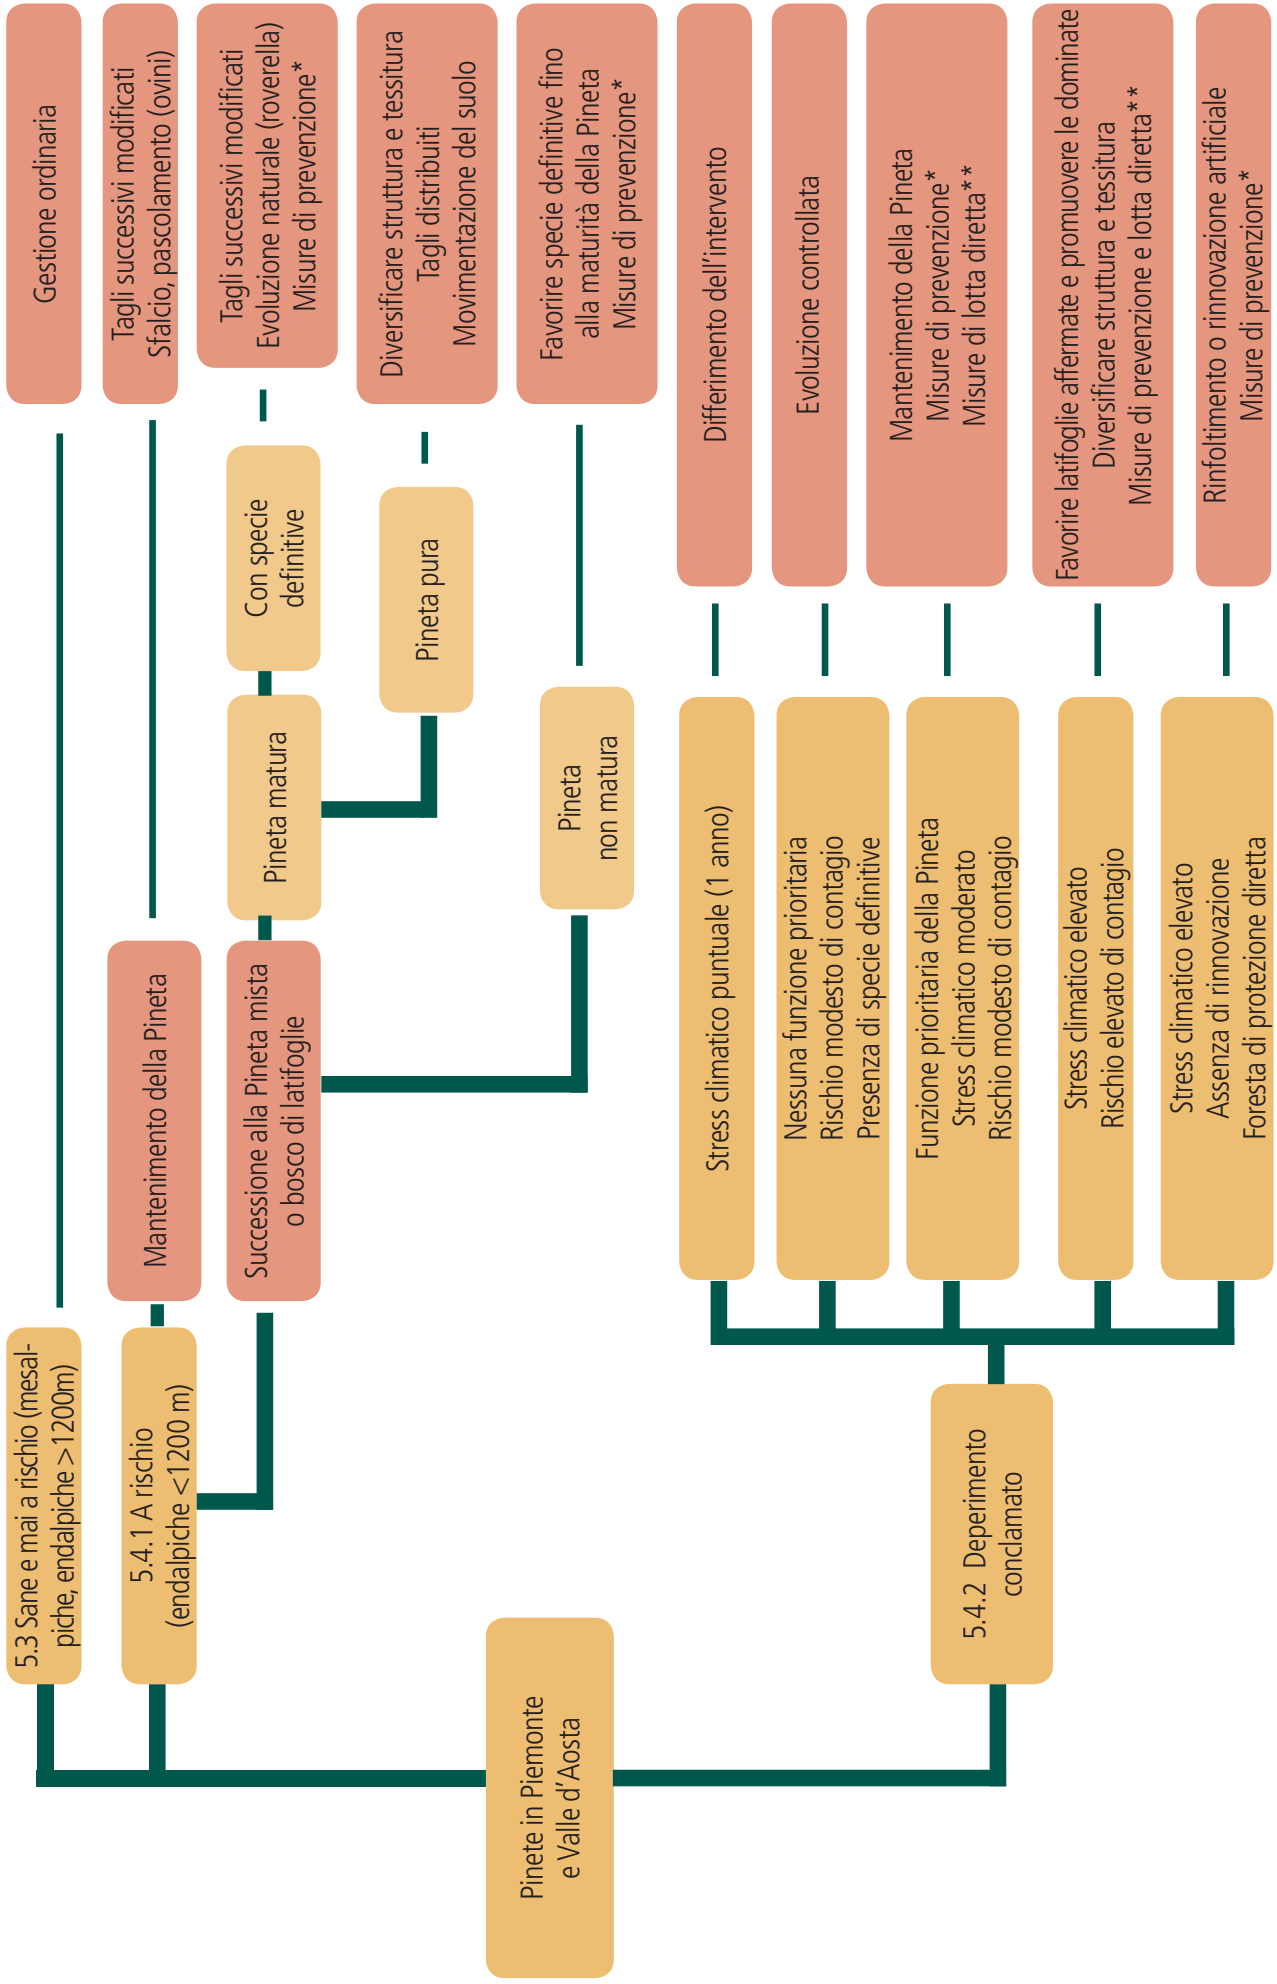 Pinete in Piemonte
e Valle d'Aosta
5.3 Sane e mai a rischio (mesal-
piche, endalpiche >1200m)
Gestione ordinaria
5.4.1 A rischio
(endalpiche <1200 m)
Mantenimento della Pineta
Tagli successivi modificati
Sfalcio, pascolamento (ovini)
Successione alla Pineta mista
o bosco di latifoglie
Pineta matura
Con specie
definitive
Tagli successivi modificati
Evoluzione naturale (roverella)
Misure di prevenzione*
Pineta pura
Diversificare struttura e tessitura
Tagli distribuiti
Movimentazione del suolo
Pineta
non matura
Favorire specie definitive fino
alla maturità della Pineta
Misure di prevenzione*
5.4.2 Deperimento
conclamato
Stress climatico puntuale (1 anno)
Differimento dell'intervento
Nessuna funzione prioritaria
Rischio modesto di contagio
Presenza di specie definitive
Evoluzione controllata
Funzione prioritaria della Pineta
Stress climatico moderato
Rischio modesto di contagio
Mantenimento della Pineta
Misure di prevenzione*
Misure di lotta diretta**
Stress climatico elevato
Rischio elevato di contagio
Favorire latifoglie affermate e promuovere le dominate
Diversificare struttura e tessitura
Misure di prevenzione e lotta diretta**
Stress climatico elevato
Assenza di rinnovazione
Foresta di protezione diretta
Rinfoltimento o rinnovazione artificiale
Misure di prevenzione*